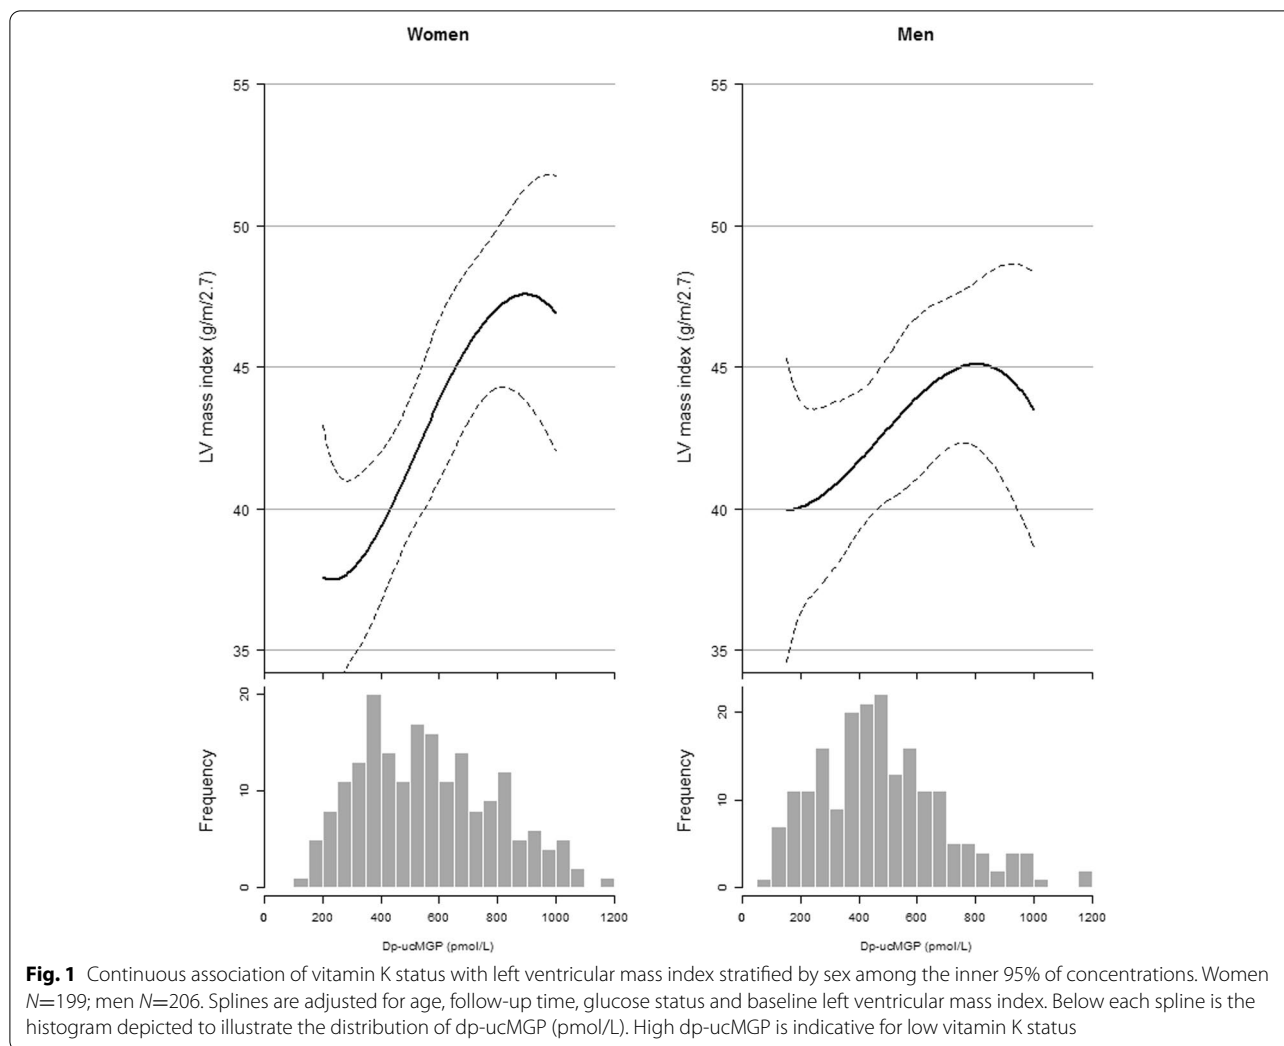 Women
Men
55
50
45
40
35
LV mass index (g/m/2.7)
55
50
45
40
35
LV mass index (g/m/2.7)
20
10
0
Frequency
0 200 400 600 800 1000 1200
Dp-ucMGP (pmol/L)
20
10
0
Frequency
0 200 400 600 800 1000 1200
Dp-ucMGP (pmol/L)
Fig. 1 Continuous association of vitamin K status with left ventricular mass index stratified by sex among the inner 95% of concentrations. Women
N=199; men N=206. Splines are adjusted for age, follow-up time, glucose status and baseline left ventricular mass index. Below each spline is the
histogram depicted to illustrate the distribution of dp-ucMGP (pmol/L). High dp-ucMGP is indicative for low vitamin K status